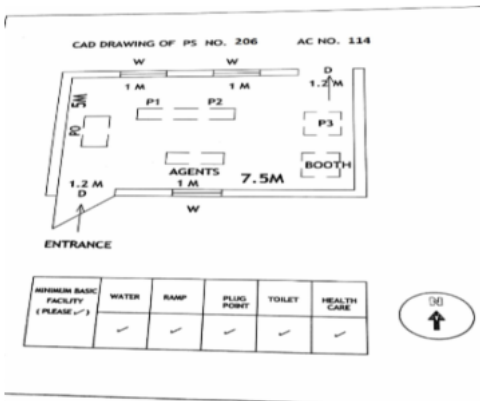 CAD DRAWING OF PS NO. 206 AC NO. 114
W W D
1 M 1 M 1.2 M
5M
P1 P2
P3
PO
AGENTS BOOTH
1.2 M 1 M 7.5M
D
W
ENTRANCE
MINIMUM BASIC FACILITY (PLEASE ✓) WATER RAMP PLUG POINT TOILET HEALTH CARE
✓ ✓ ✓ ✓ ✓
N